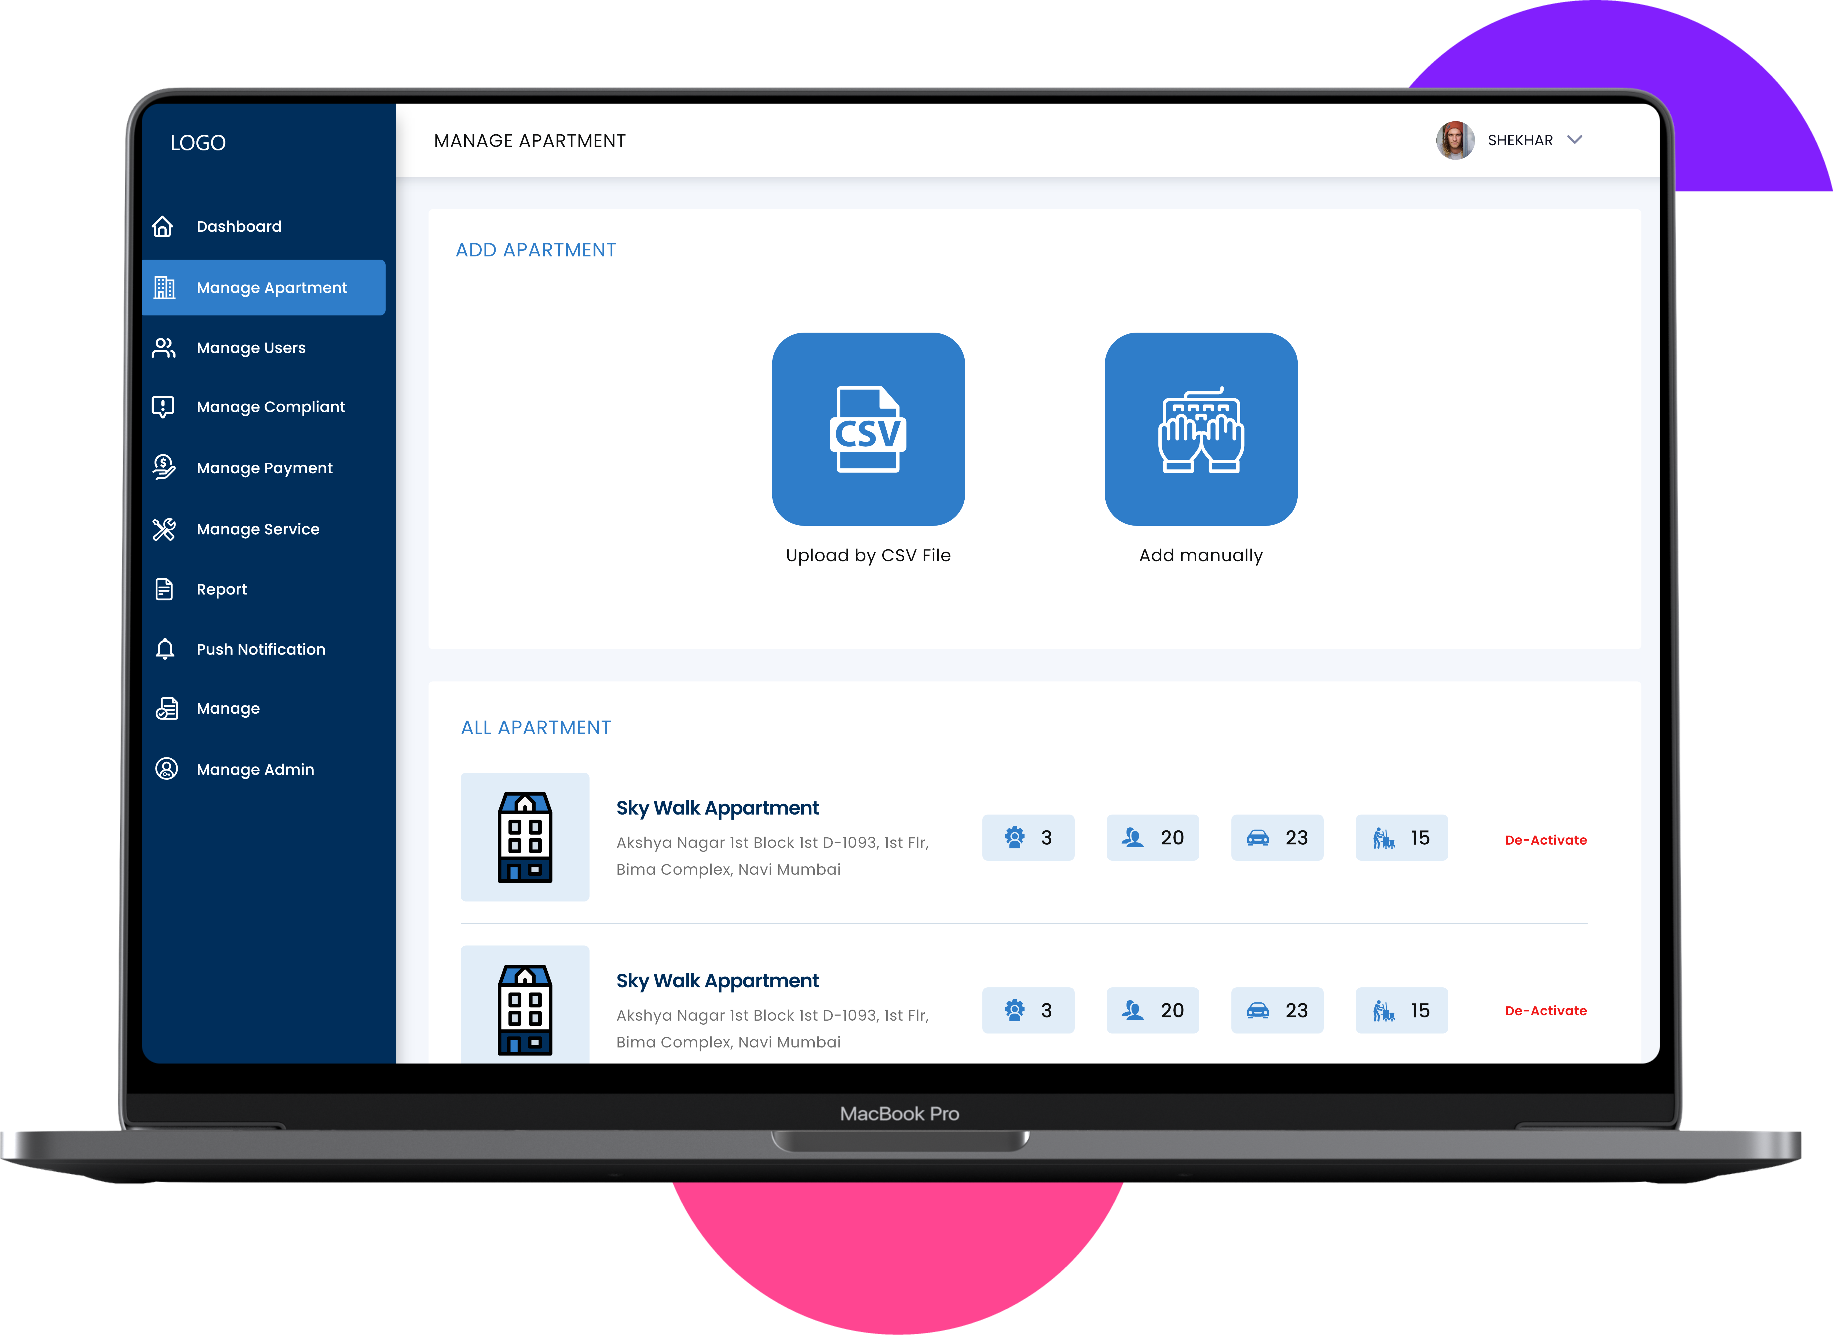 LOGO
MANAGE APARTMENT
SHEKHAR
Dashboard
Manage Apartment
Manage Users
Manage Compliant
Manage Payment
Manage Service
Report
Push Notification
Manage
Manage Admin
ADD APARTMENT
CSV
Upload by CSV File
Add manually
ALL APARTMENT
Sky Walk Appartment
Akshya Nagar 1st Block 1st D-1093, 1st Flr,
Bima Complex, Navi Mumbai
3
20
23
15
De-Activate
Sky Walk Appartment
Akshya Nagar 1st Block 1st D-1093, 1st Flr,
Bima Complex, Navi Mumbai
3
20
23
15
De-Activate
MacBook Pro